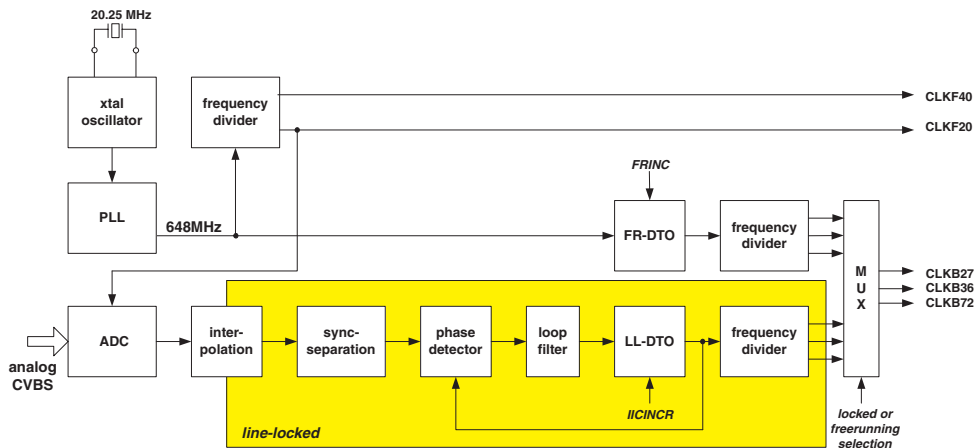 20.25 MHz
xtal
oscillator
frequency
divider
CLKF40
CLKF20
PLL
648MHz
FRINC
FR-DTO
frequency
divider
M
U
X
CLKB27
CLKB36
CLKB72
analog
CVBS
ADC
inter-
polation
sync-
separation
phase
detector
loop
filter
LL-DTO
frequency
divider
IICINCR
line-locked
locked or
freerunning
selection